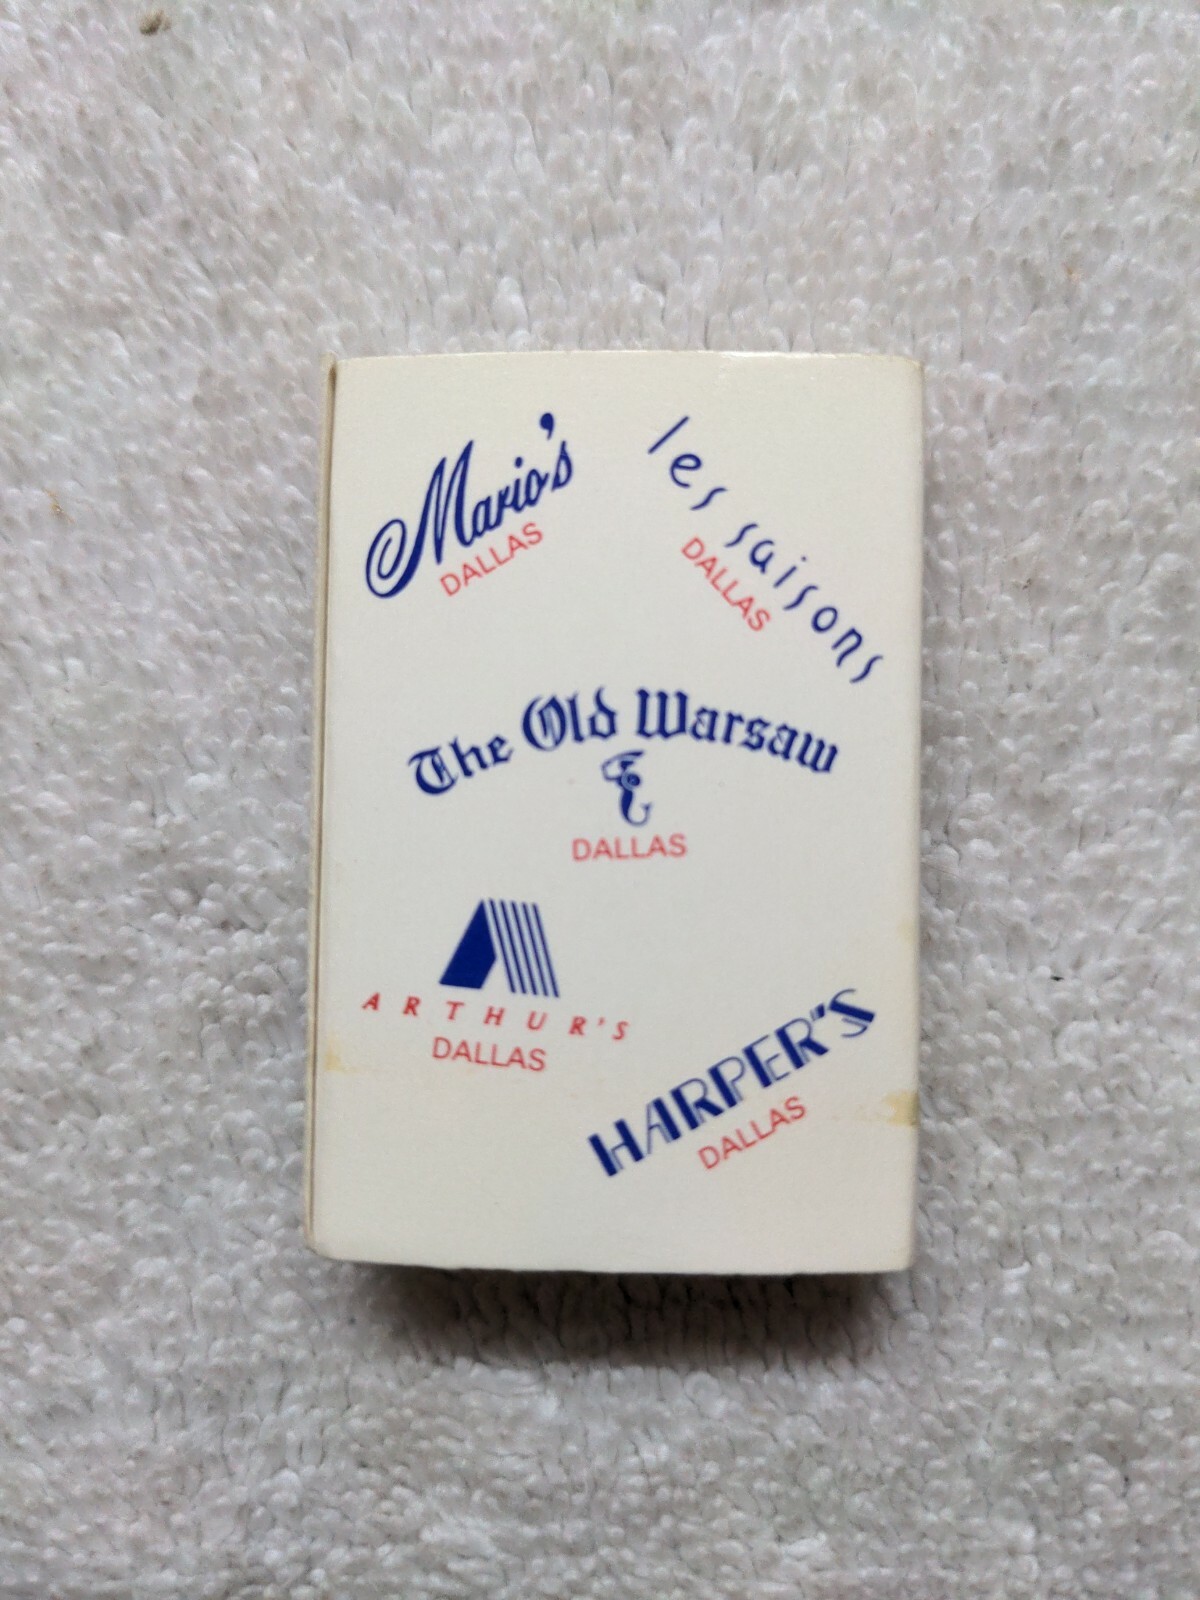 Mario's
DALLAS
les saisons
DALLAS
The Old Warsaw
DALLAS
ARTHUR'S
DALLAS
HARPER'S
DALLAS